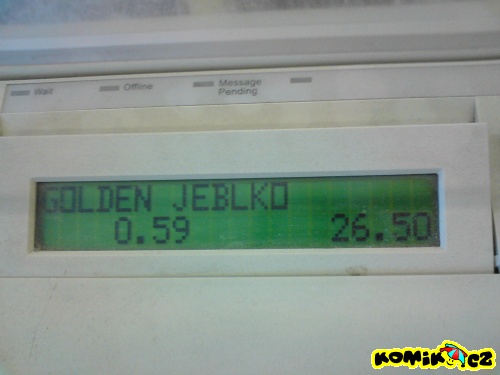 Wait Offline Message
Pending
GOLDEN JEBLKO
0.59 26.50
KOMIK CZ